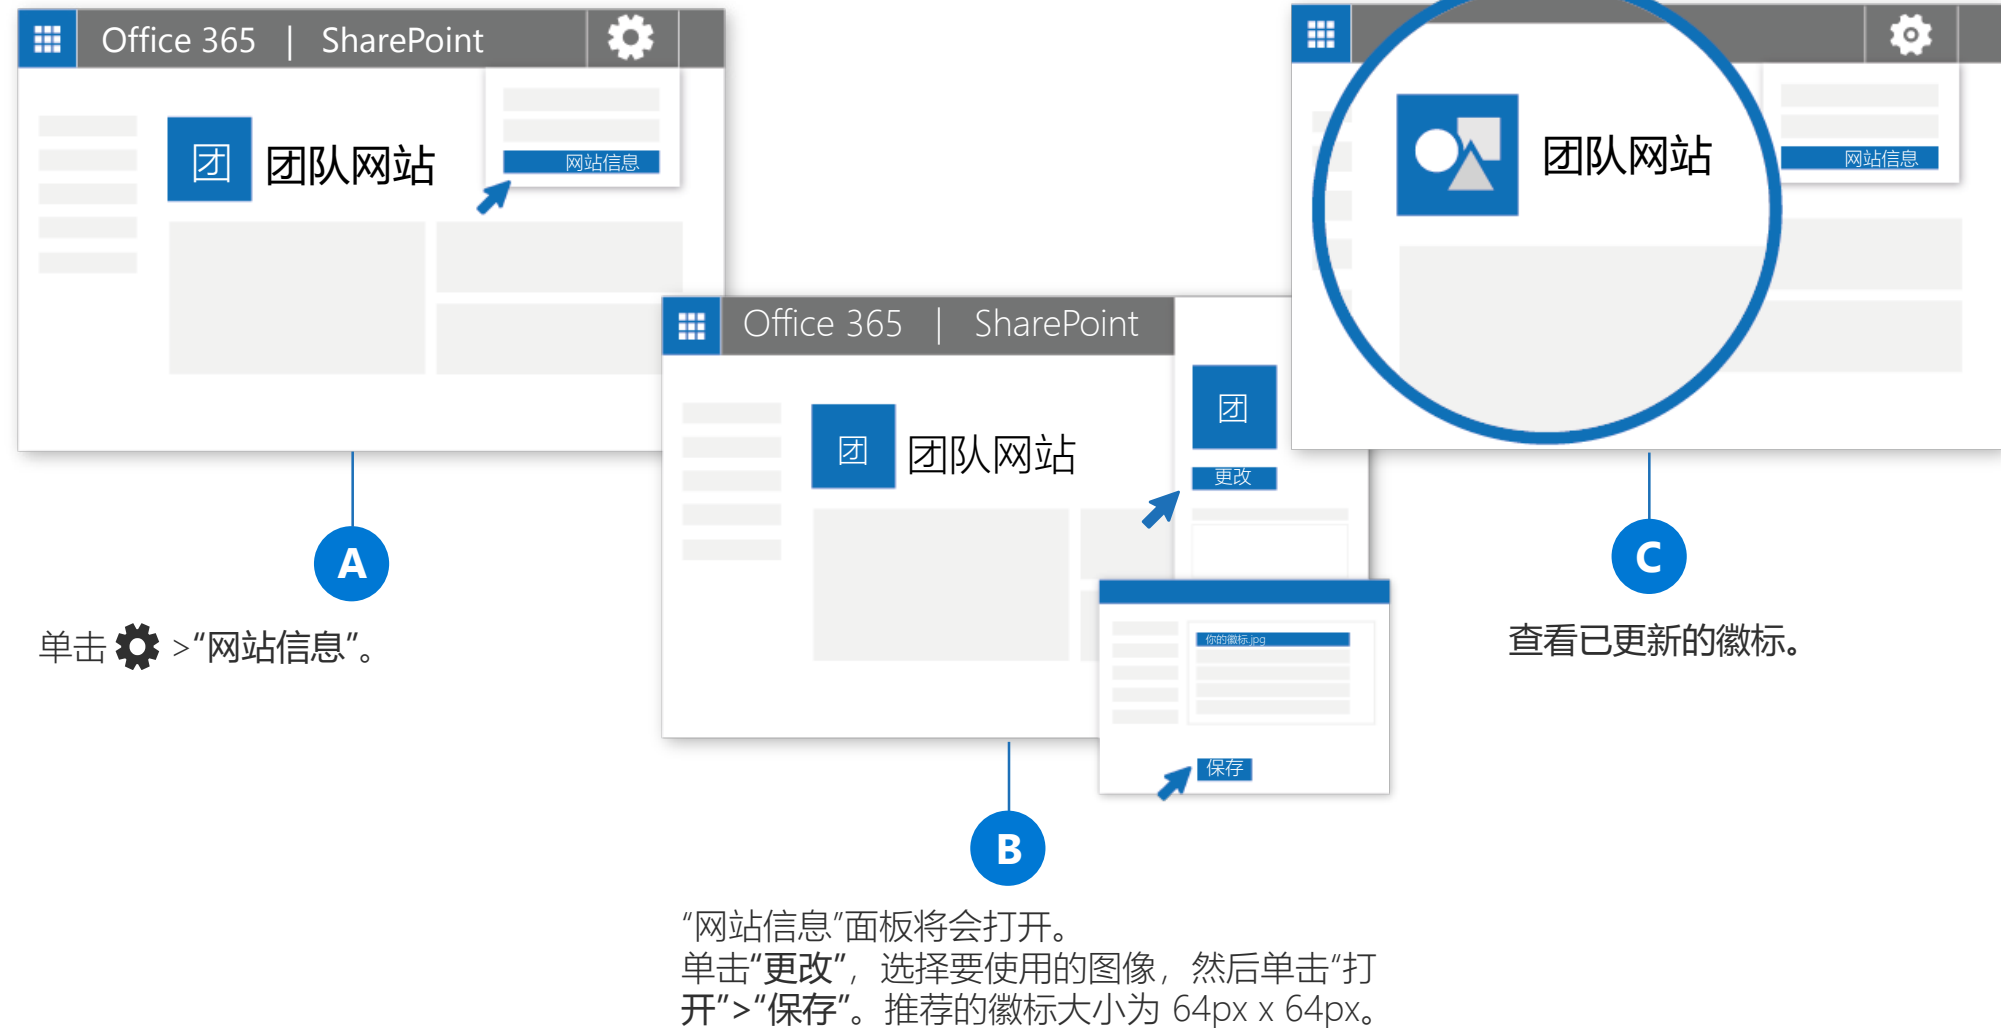 Office 365 | SharePoint
团
团队网站
网站信息
A
单击 >“网站信息”。
Office 365 | SharePoint
团
团队网站
团
更改
你的徽标.jpg
保存
B
“网站信息”面板将会打开。
单击“更改”，选择要使用的图像，然后单击“打
开”>“保存”。推荐的徽标大小为 64px x 64px。
团队网站
网站信息
C
查看已更新的徽标。